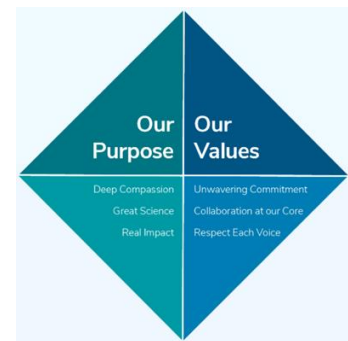 Our
Purpose
Our
Values
Deep Compassion
Great Science
Real Impact
Unwavering Commitment
Collaboration at our Core
Respect Each Voice